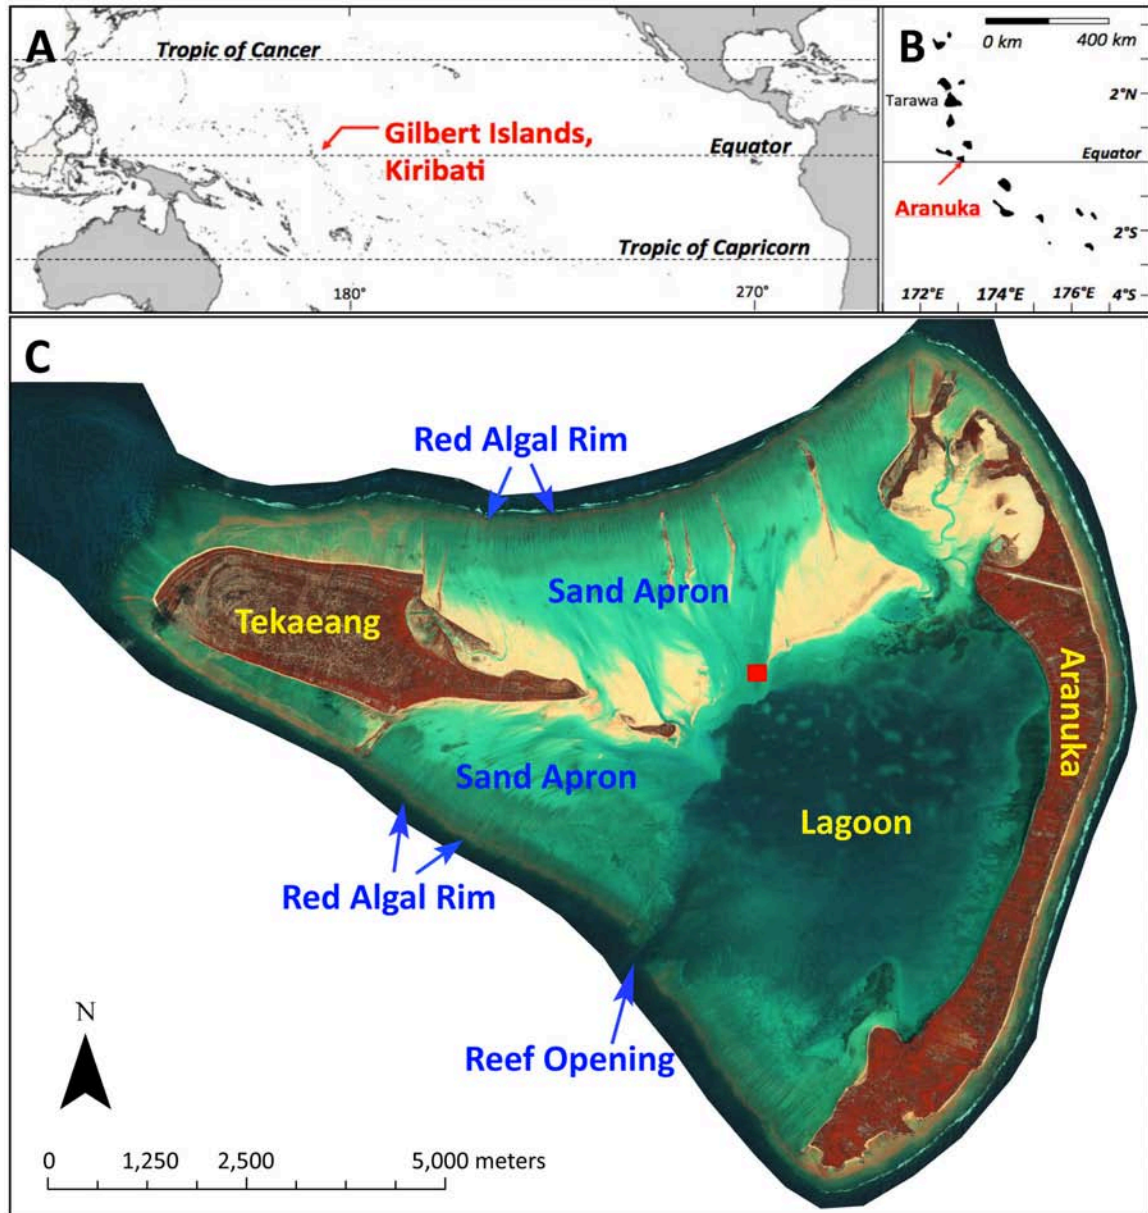 A
Tropic of Cancer
Gilbert Islands,
Kiribati
Equator
Tropic of Capricorn
180°
270°
B
0 km 400 km
Tarawa
2°N
Equator
Aranuka
2°S
172°E 174°E 176°E 4°S
C
Red Algal Rim
Sand Apron
Tekaeang
Aranuka
Sand Apron
Lagoon
Red Algal Rim
Reef Opening
N
0 1,250 2,500 5,000 meters